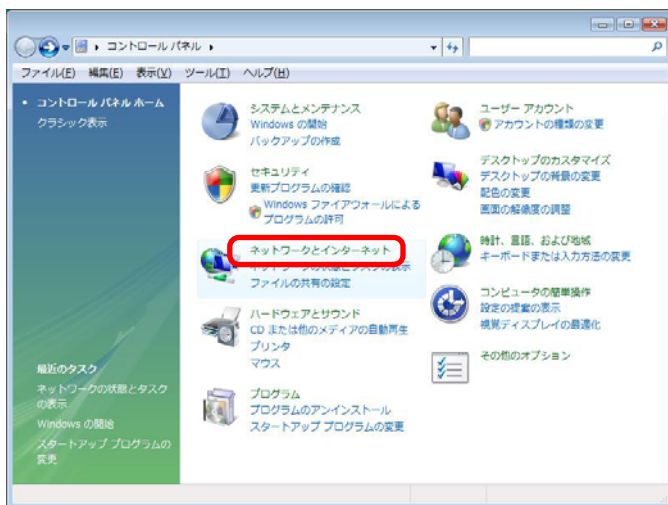 コントロール パネル
ファイル(F) 編集(E) 表示(V) ツール(T) ヘルプ(H)
コントロール パネル ホーム
クラシック表示
最近のタスク
ネットワークの状態とタスク
の表示
Windows の開始
スタートアップ プログラムの
変更
システムとメンテナンス
Windows の開始
バックアップの作成
セキュリティ
更新プログラムの確認
Windows ファイアウォールによる
プログラムの許可
ネットワークとインターネット
ネットワークの状態とタスクの表示
ファイルの共有の設定
ハードウェアとサウンド
CD または他のメディアの自動再生
プリンタ
マウス
プログラム
プログラムのアンインストール
スタートアップ プログラムの変更
ユーザー アカウント
アカウントの種類の変更
デスクトップのカスタマイズ
デスクトップの背景の変更
配色の変更
画面の解像度の調整
時計、言語、および地域
キーボードまたは入力方法の変更
コンピュータの簡単操作
設定の提案の表示
視覚ディスプレイの最適化
その他のオプション